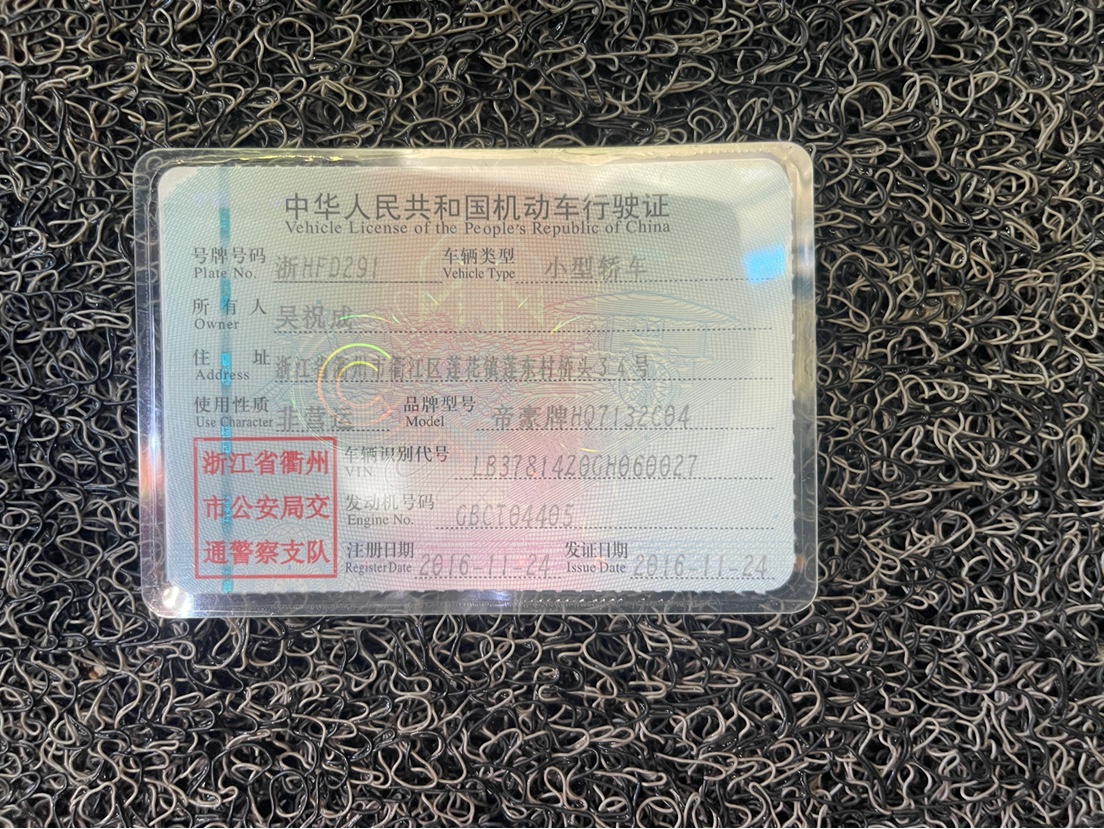 中华人民共和国机动车行驶证
Vehicle License of the People's Republic of China
号牌号码 浙HFD291 车辆类型 小型轿车
Plate No. Vehicle Type
所有人 吴祝成
Owner
住址 浙江省衢州市衢江区莲花镇莲东村桥头34号
Address
使用性质 非营运 品牌型号 帝豪牌HQ7132C04
Use Character Model
浙江省衢州
市公安局交
通警察支队
车辆识别代号 LB37814Z0GH060027
VIN
发动机号码 GBCT04405
Engine No.
注册日期 2016-11-24 发证日期 2016-11-24
Register Date Issue Date